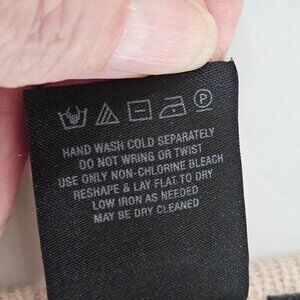 P
HAND WASH COLD SEPARATELY
DO NOT WRING OR TWIST
USE ONLY NON-CHLORINE BLEACH
RESHAPE & LAY FLAT TO DRY
LOW IRON AS NEEDED
MAY BE DRY CLEANED